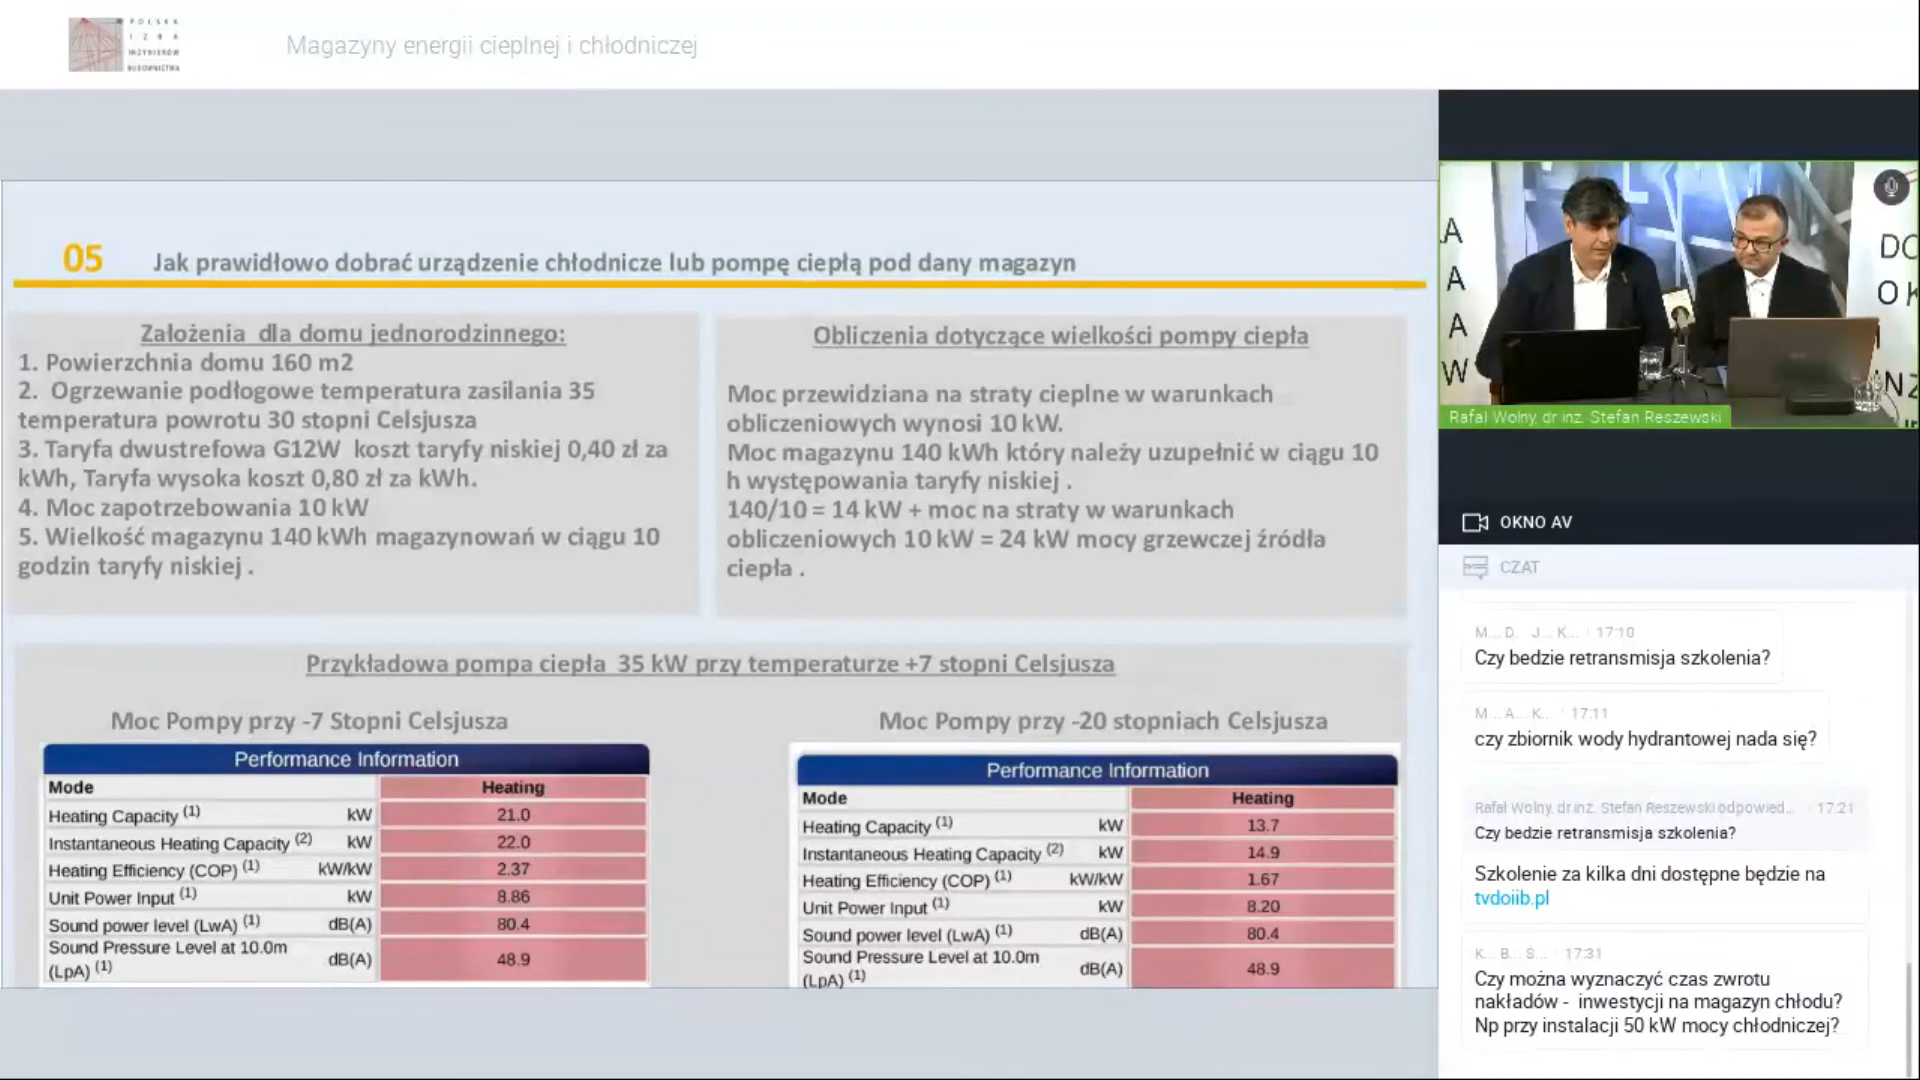 POLSKA
IZBA
INŻYNIERÓW
BUDOWNICTWA
Magazyny energii cieplnej i chłodniczej
05 Jak prawidłowo dobrać urządzenie chłodnicze lub pompę ciepłą pod dany magazyn
Założenia dla domu jednorodzinnego:
1. Powierzchnia domu 160 m2
2. Ogrzewanie podłogowe temperatura zasilania 35
temperatura powrotu 30 stopni Celsjusza
3. Taryfa dwustrefowa G12W koszt taryfy niskiej 0,40 zł za
kWh, Taryfa wysoka koszt 0,80 zł za kWh.
4. Moc zapotrzebowania 10 kW
5. Wielkość magazynu 140 kWh magazynowań w ciągu 10
godzin taryfy niskiej .
Obliczenia dotyczące wielkości pompy ciepła
Moc przewidziana na straty cieplne w warunkach
obliczeniowych wynosi 10 kW.
Moc magazynu 140 kWh który należy uzupełnić w ciągu 10
h występowania taryfy niskiej .
140/10 = 14 kW + moc na straty w warunkach
obliczeniowych 10 kW = 24 kW mocy grzewczej źródła
ciepła .
Przykładowa pompa ciepła 35 kW przy temperaturze +7 stopni Celsjusza
Moc Pompy przy -7 Stopni Celsjusza
Performance Information
Mode Heating
Heating Capacity (1) kW 21.0
Instantaneous Heating Capacity (2) kW 22.0
Heating Efficiency (COP) (1) kW/kW 2.37
Unit Power Input (1) kW 8.86
Sound power level (LwA) (1) dB(A) 80.4
Sound Pressure Level at 10.0m
(LpA) (1) dB(A) 48.9
Moc Pompy przy -20 stopniach Celsjusza
Performance Information
Mode Heating
Heating Capacity (1) kW 13.7
Instantaneous Heating Capacity (2) kW 14.9
Heating Efficiency (COP) (1) kW/kW 1.67
Unit Power Input (1) kW 8.20
Sound power level (LwA) (1) dB(A) 80.4
Sound Pressure Level at 10.0m
(LpA) (1) dB(A) 48.9
A
A
A
W
DO
OK
NZ
Rafał Wolny, dr inż. Stefan Reszewski
OKNO AV
CZAT
M... D. J... K... 17:10
Czy bedzie retransmisja szkolenia?
M... A... K... 17:11
czy zbiornik wody hydrantowej nada się?
Rafał Wolny, dr inż. Stefan Reszewski odpowied... 17:21
Czy bedzie retransmisja szkolenia?
Szkolenie za kilka dni dostępne będzie na
tvdoiib.pl
K... B... S... 17:31
Czy można wyznaczyć czas zwrotu
nakładów - inwestycji na magazyn chłodu?
Np przy instalacji 50 kW mocy chłodniczej?